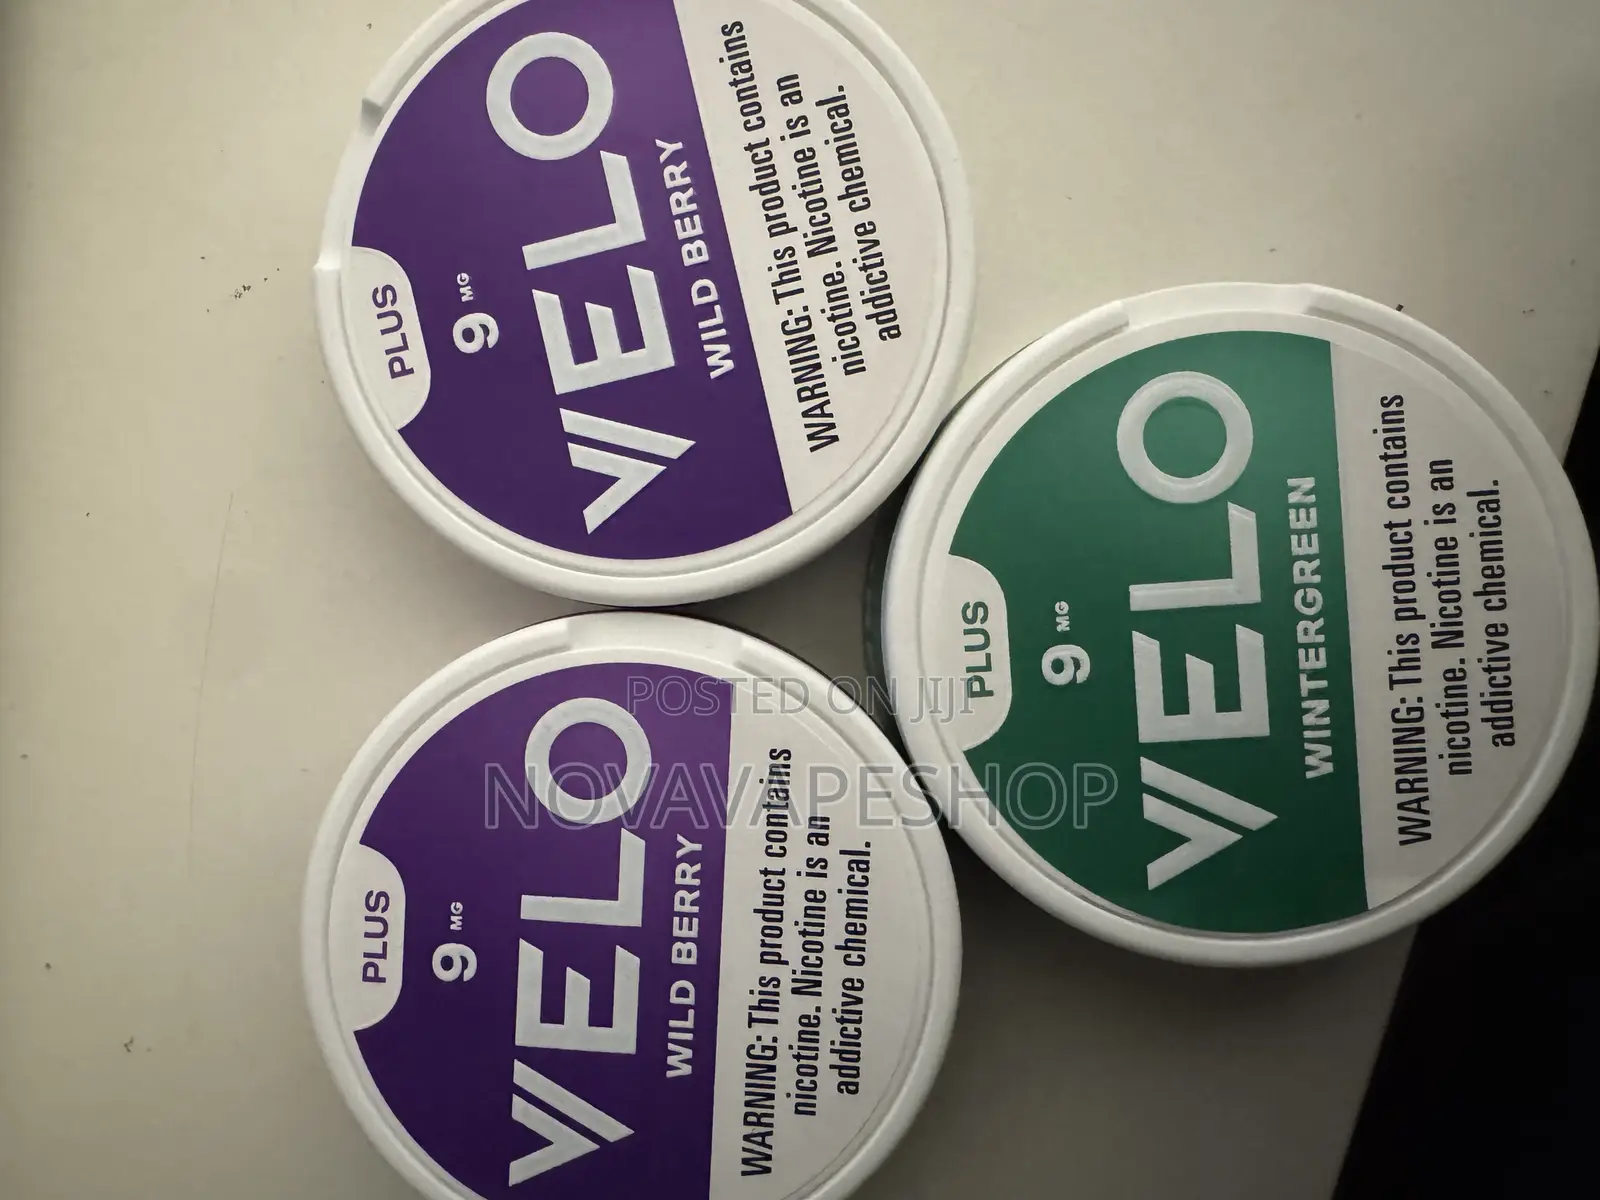 PLUS
9 MG
VELO
WILD BERRY
WARNING: This product contains
nicotine. Nicotine is an
addictive chemical.
PLUS
9 MG
VELO
WINTERGREEN
WARNING: This product contains
nicotine. Nicotine is an
addictive chemical.
PLUS
9 MG
VELO
WILD BERRY
WARNING: This product contains
nicotine. Nicotine is an
addictive chemical.
POSTED ON JIJI
NOVAVAPESHOP